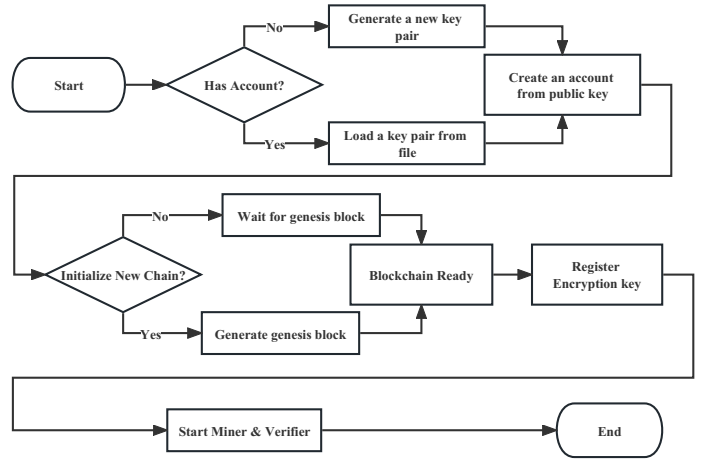 Start
Has Account?
No
Generate a new key
pair
Yes
Load a key pair from
file
Create an account
from public key
Initialize New Chain?
No
Wait for genesis block
Yes
Generate genesis block
Blockchain Ready
Register
Encryption key
Start Miner & Verifier
End